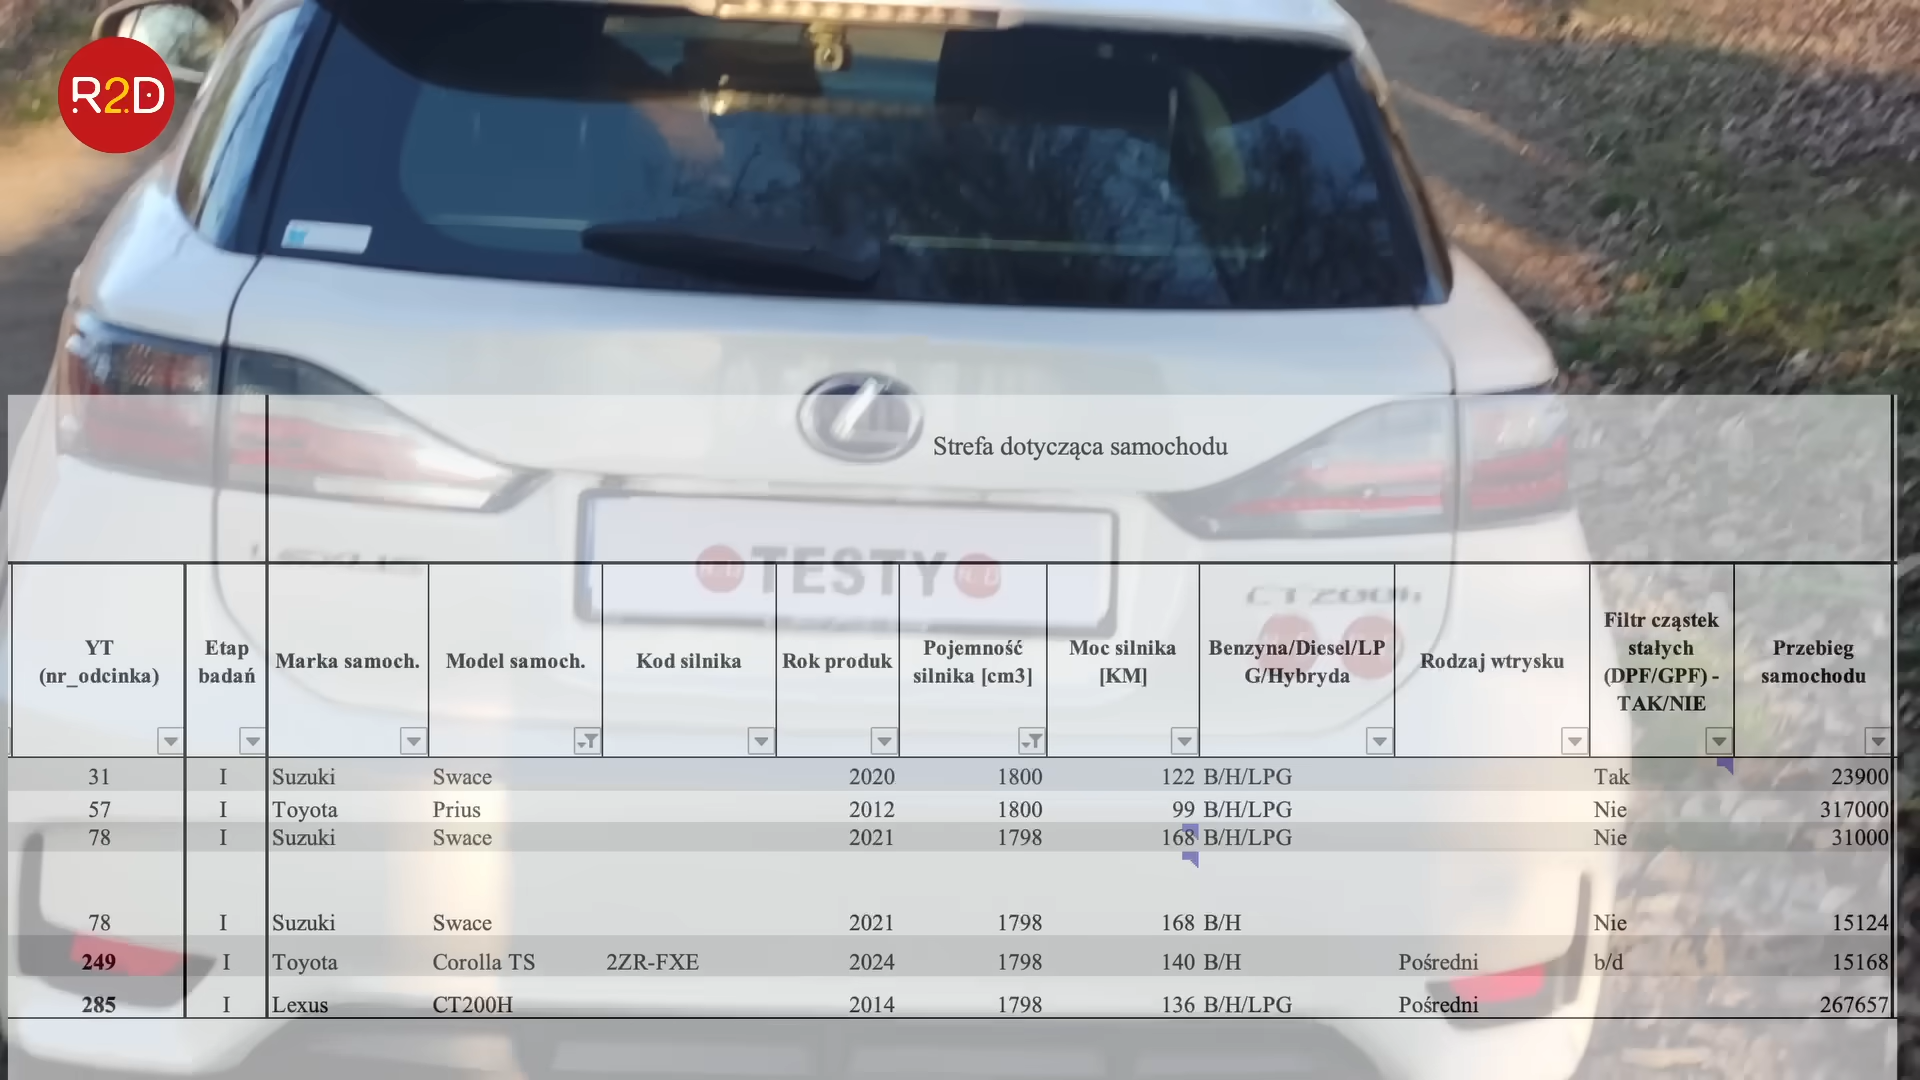 R2D
Strefa dotycząca samochodu
TESTY
CT200h
YT (nr_odcinka) Etap badań Marka samoch. Model samoch. Kod silnika Rok produk Pojemność silnika [cm3] Moc silnika [KM] Benzyna/Diesel/LPG/Hybryda Rodzaj wtrysku Filtr cząstek stałych (DPF/GPF) - TAK/NIE Przebieg samochodu
31 I Suzuki Swace 2020 1800 122 B/H/LPG Tak 23900
57 I Toyota Prius 2012 1800 99 B/H/LPG Nie 317000
78 I Suzuki Swace 2021 1798 168 B/H/LPG Nie 31000
78 I Suzuki Swace 2021 1798 168 B/H Nie 15124
249 I Toyota Corolla TS 2ZR-FXE 2024 1798 140 B/H Pośredni b/d 15168
285 I Lexus CT200H 2014 1798 136 B/H/LPG Pośredni 267657